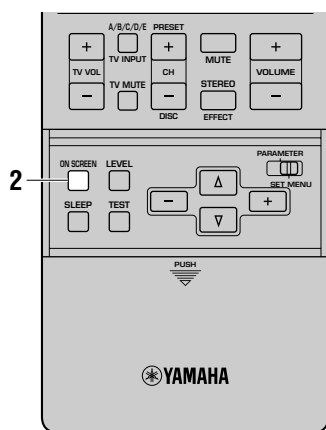 A/B/C/D/E PRESET
+ + +
TV INPUT MUTE
TV VOL CH VOLUME
TV MUTE STEREO
– – –
DISC EFFECT
PARAMETER
2 ON SCREEN LEVEL
SET MENU
SLEEP TEST – +
PUSH
YAMAHA